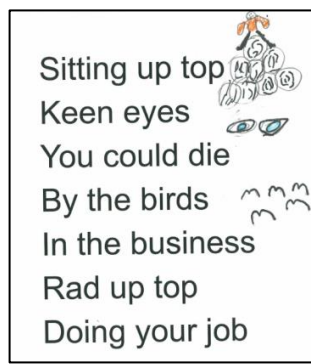 Sitting up top
Keen eyes
You could die
By the birds
In the business
Rad up top
Doing your job